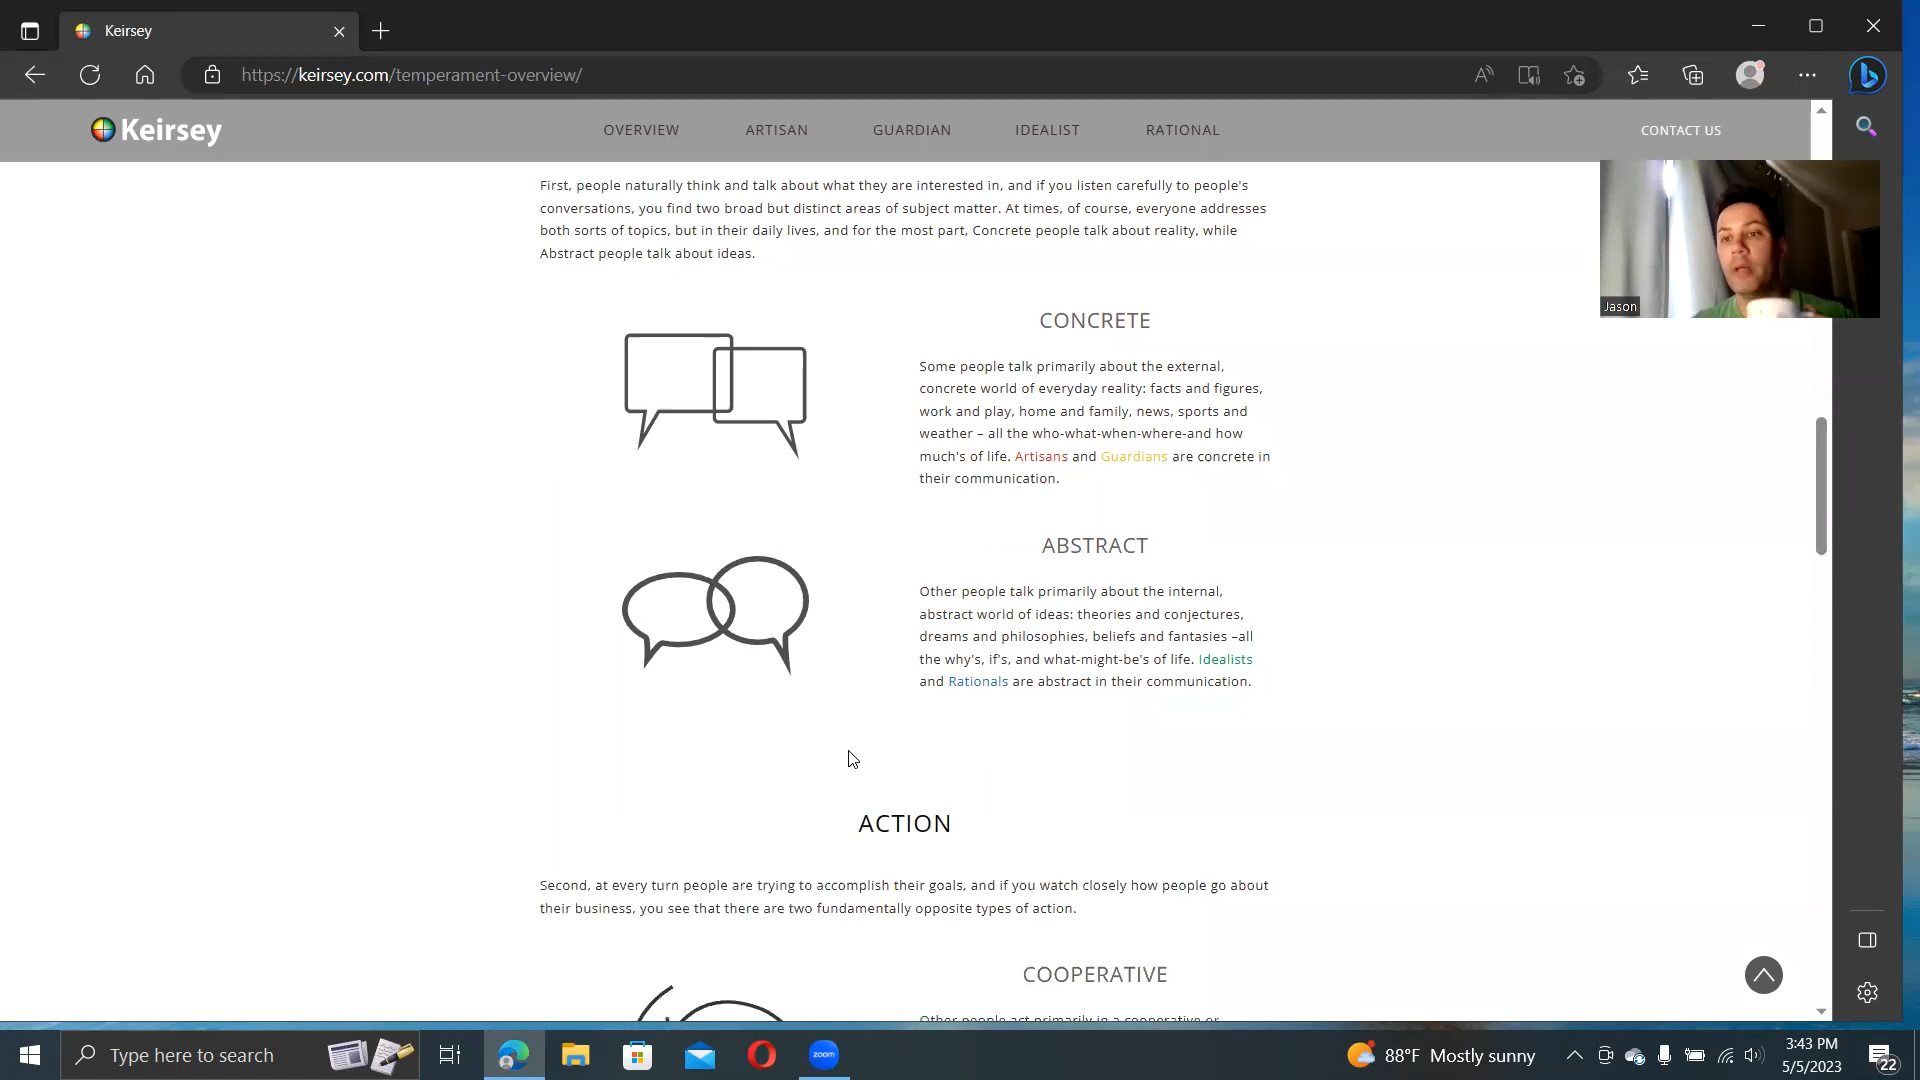 Keirsey
https://keirsey.com/temperament-overview/
Keirsey
OVERVIEW
ARTISAN
GUARDIAN
IDEALIST
RATIONAL
CONTACT US
First, people naturally think and talk about what they are interested in, and if you listen carefully to people's
conversations, you find two broad but distinct areas of subject matter. At times, of course, everyone addresses
both sorts of topics, but in their daily lives, and for the most part, Concrete people talk about reality, while
Abstract people talk about ideas.
Jason
CONCRETE
Some people talk primarily about the external,
concrete world of everyday reality: facts and figures,
work and play, home and family, news, sports and
weather – all the who-what-when-where-and how
much's of life. Artisans and Guardians are concrete in
their communication.
ABSTRACT
Other people talk primarily about the internal,
abstract world of ideas: theories and conjectures,
dreams and philosophies, beliefs and fantasies –all
the why's, if's, and what-might-be's of life. Idealists
and Rationals are abstract in their communication.
ACTION
Second, at every turn people are trying to accomplish their goals, and if you watch closely how people go about
their business, you see that there are two fundamentally opposite types of action.
COOPERATIVE
Other people act primarily in a cooperative or
Type here to search
zoom
88°F Mostly sunny
3:43 PM
5/5/2023
22